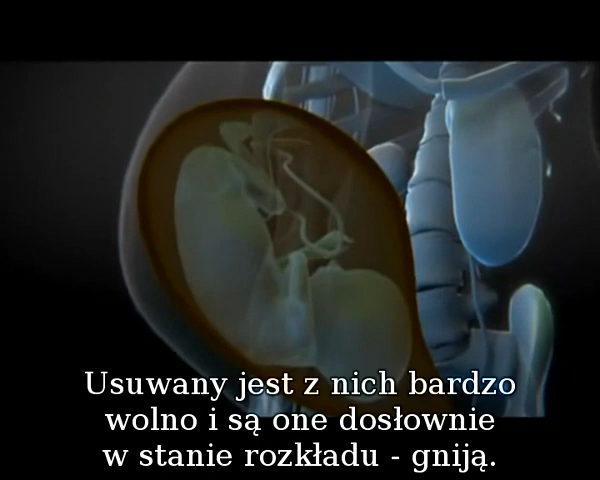 Usuwany jest z nich bardzo
wolno i są one dosłownie
w stanie rozkładu - gniją.